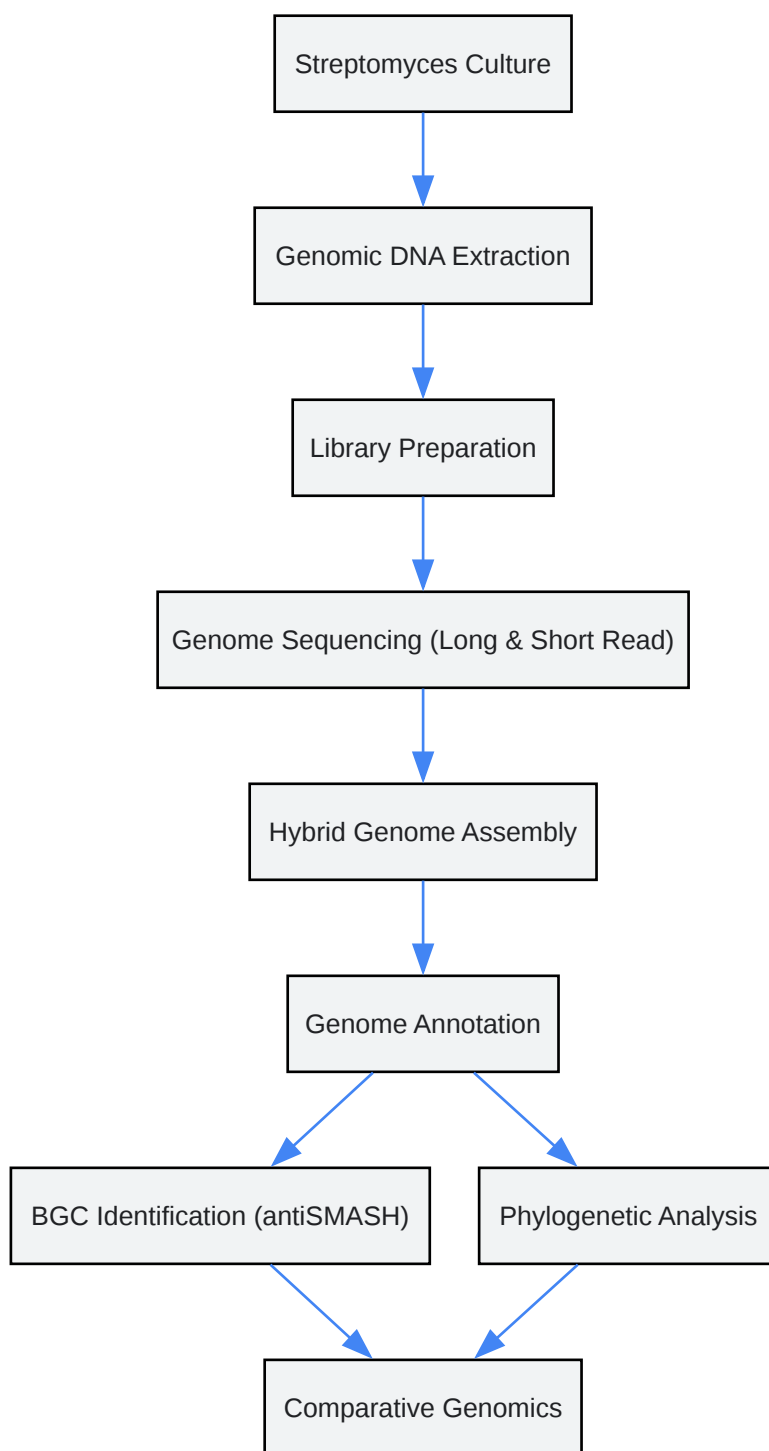 Streptomyces Culture
Genomic DNA Extraction
Library Preparation
Genome Sequencing (Long & Short Read)
Hybrid Genome Assembly
Genome Annotation
BGC Identification (antiSMASH)
Phylogenetic Analysis
Comparative Genomics